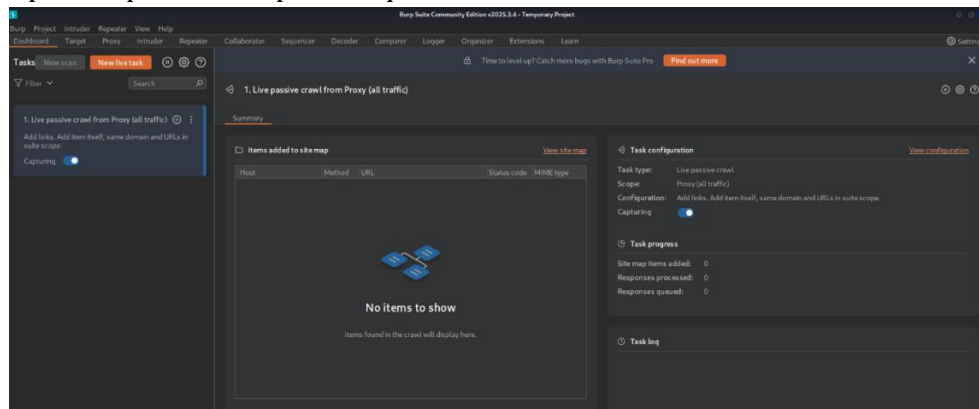 Burp Suite Community Edition v2025.3.4 - Temporary Project
Burp Project Intruder Repeater View Help
Dashboard Target Proxy Intruder Repeater Collaborator Sequencer Decoder Comparer Logger Organizer Extensions Learn
Tasks New scan New live task
Time to level up? Catch more bugs with Burp Suite Pro Find out more
Filter Search
1. Live passive crawl from Proxy (all traffic)
Add links. Add item itself, same domain and URLs in
suite scope.
Capturing
1. Live passive crawl from Proxy (all traffic)
Summary
Items added to site map View site map
Host Method URL Status code MIME type
No items to show
Items found in the crawl will display here.
Task configuration View configuration
Task type: Live passive crawl
Scope: Proxy (all traffic)
Configuration: Add links. Add item itself, same domain and URLs in suite scope.
Capturing
Task progress
Site map items added: 0
Responses processed: 0
Responses queued: 0
Task log